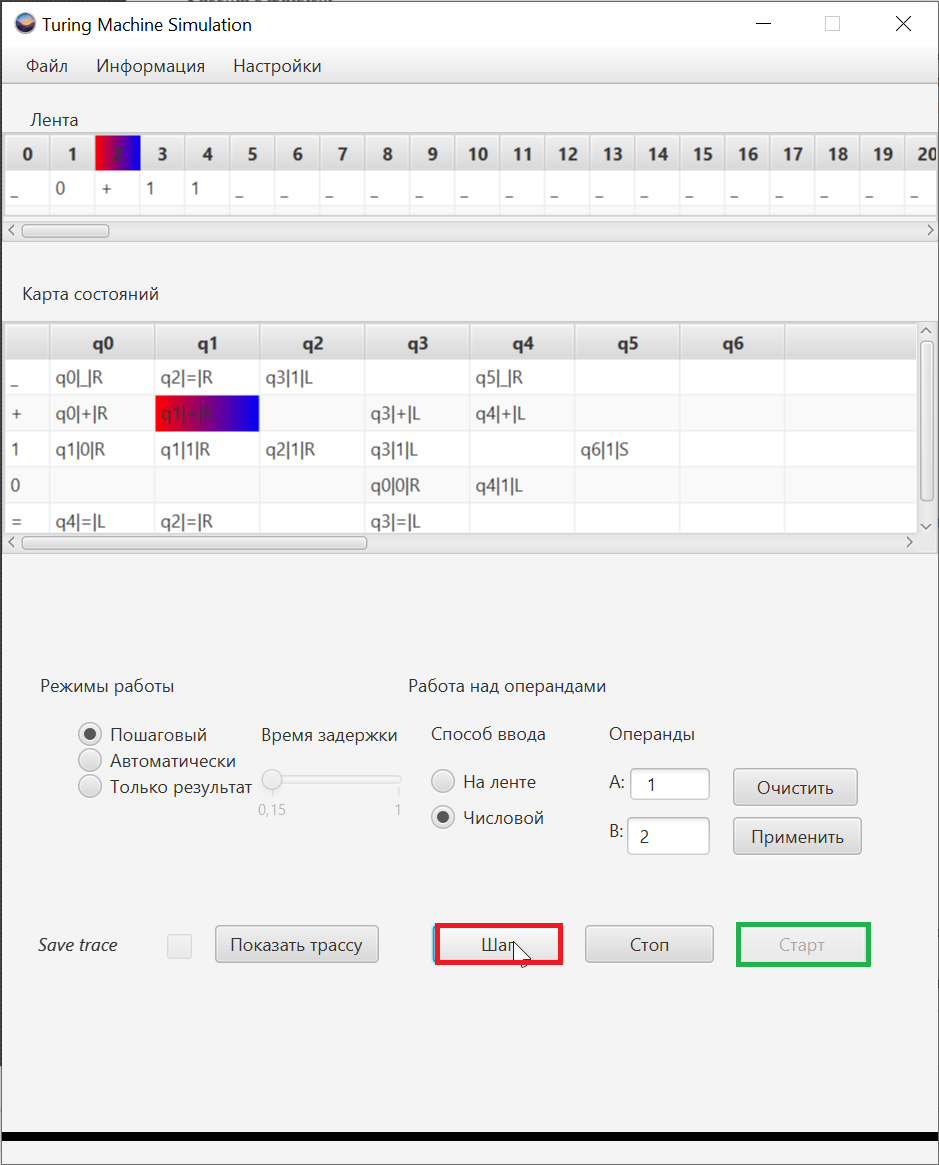 Turing Machine Simulation
Файл Информация Настройки
Лента
0 1 2 3 4 5 6 7 8 9 10 11 12 13 14 15 16 17 18 19 20
_ 0 + 1 1 _ _ _ _ _ _ _ _ _ _ _ _ _ _ _ _
Карта состояний
q0 q1 q2 q3 q4 q5 q6
_ q0|_|R q2|=|R q3|1|L q5|_|R
+ q0|+|R q1|+|R q3|+|L q4|+|L
1 q1|0|R q1|1|R q2|1|R q3|1|L q6|1|S
0 q0|0|R q4|1|L
= q4|=|L q2|=|R q3|=|L
Режимы работы Работа над операндами
Пошаговый Время задержки Способ ввода Операнды
Автоматически
Только результат
0,15 1
На ленте A: 1 Очистить
Числовой B: 2 Применить
Save trace Показать трассу Шаг Стоп Старт